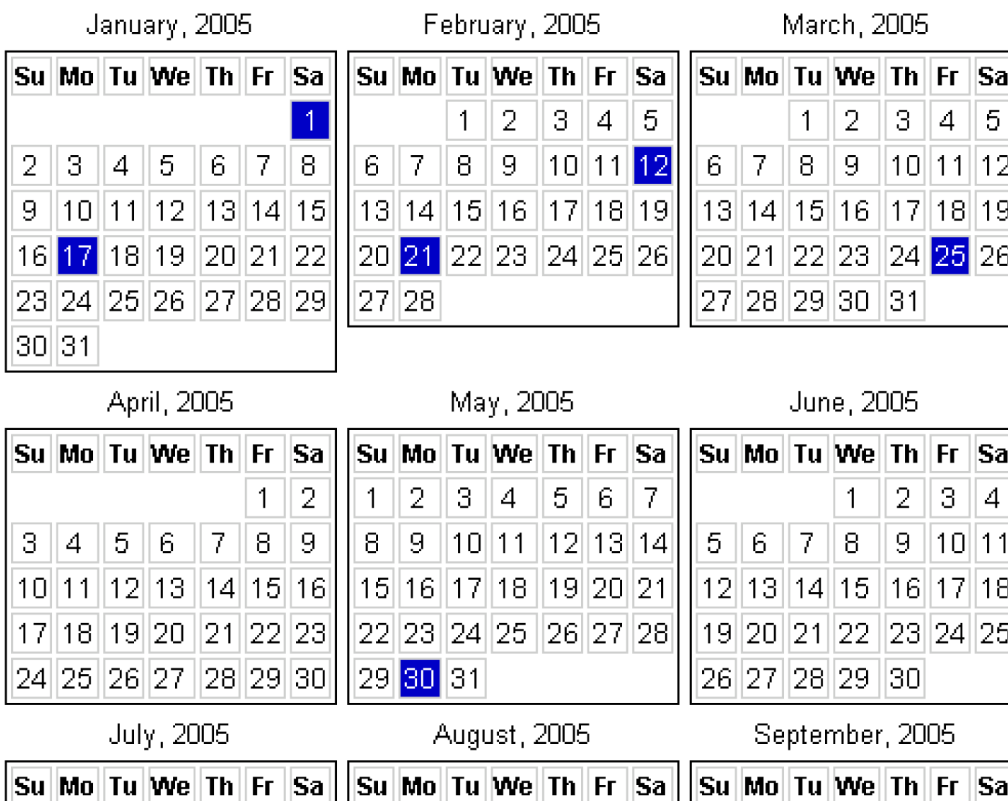 January, 2005 February, 2005 March, 2005
Su Mo Tu We Th Fr Sa Su Mo Tu We Th Fr Sa Su Mo Tu We Th Fr Sa
1 1 2 3 4 5 1 2 3 4 5
2 3 4 5 6 7 8 6 7 8 9 10 11 12 6 7 8 9 10 11 12
9 10 11 12 13 14 15 13 14 15 16 17 18 19 13 14 15 16 17 18 19
16 17 18 19 20 21 22 20 21 22 23 24 25 26 20 21 22 23 24 25 26
23 24 25 26 27 28 29 27 28 27 28 29 30 31
30 31
April, 2005 May, 2005 June, 2005
Su Mo Tu We Th Fr Sa Su Mo Tu We Th Fr Sa Su Mo Tu We Th Fr Sa
1 2 1 2 3 4 5 6 7 1 2 3 4
3 4 5 6 7 8 9 8 9 10 11 12 13 14 5 6 7 8 9 10 11
10 11 12 13 14 15 16 15 16 17 18 19 20 21 12 13 14 15 16 17 18
17 18 19 20 21 22 23 22 23 24 25 26 27 28 19 20 21 22 23 24 25
24 25 26 27 28 29 30 29 30 31 26 27 28 29 30
July, 2005 August, 2005 September, 2005
Su Mo Tu We Th Fr Sa Su Mo Tu We Th Fr Sa Su Mo Tu We Th Fr Sa